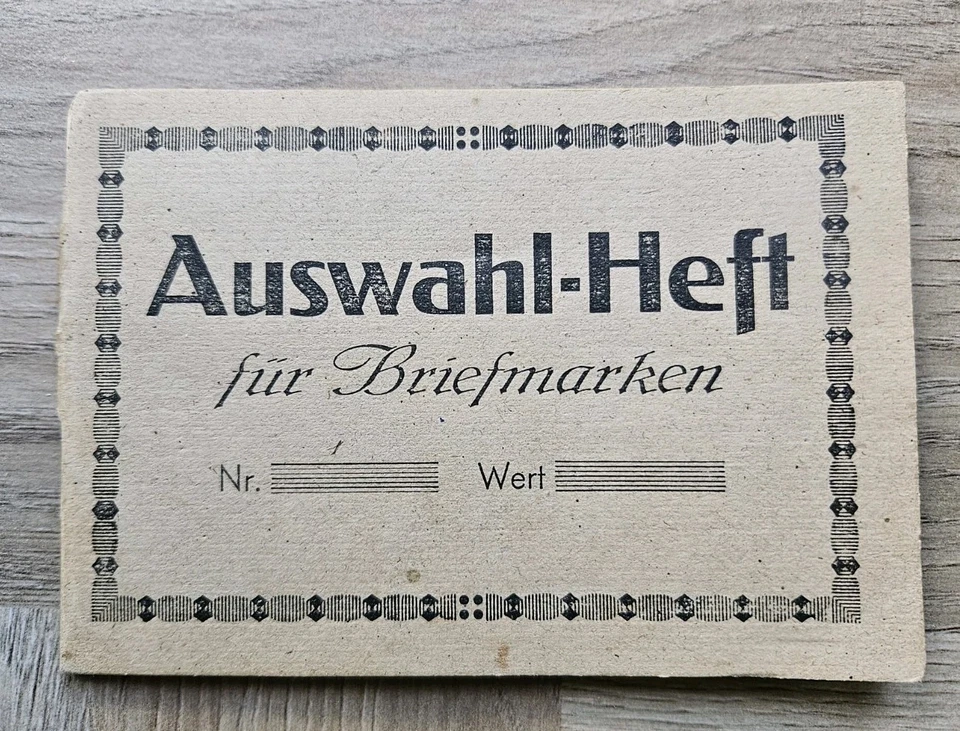 Auswahl-Heft
für Briefmarken
Nr. Wert